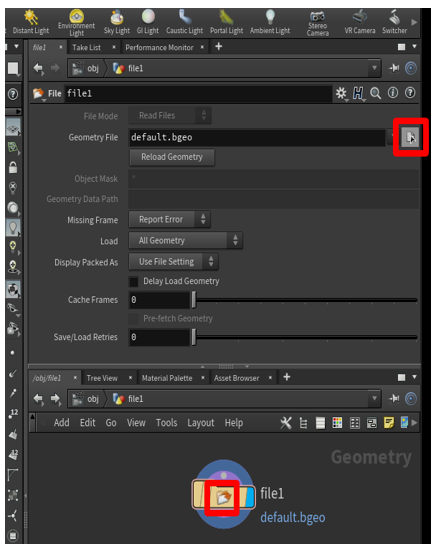 Distant Light Environment Light Sky Light GI Light Caustic Light Portal Light Ambient Light Stereo Camera VR Camera Switcher
file1 × Take List × Performance Monitor × +
obj file1
File file1
File Mode Read Files
Geometry File default.bgeo
Reload Geometry
Object Mask *
Geometry Data Path
Missing Frame Report Error
Load All Geometry
Display Packed As Use File Setting
Delay Load Geometry
Cache Frames 0
Pre-fetch Geometry
Save/Load Retries 0
/obj/file1 × Tree View × Material Palette × Asset Browser × +
obj file1
Add Edit Go View Tools Layout Help
Geometry
file1
default.bgeo